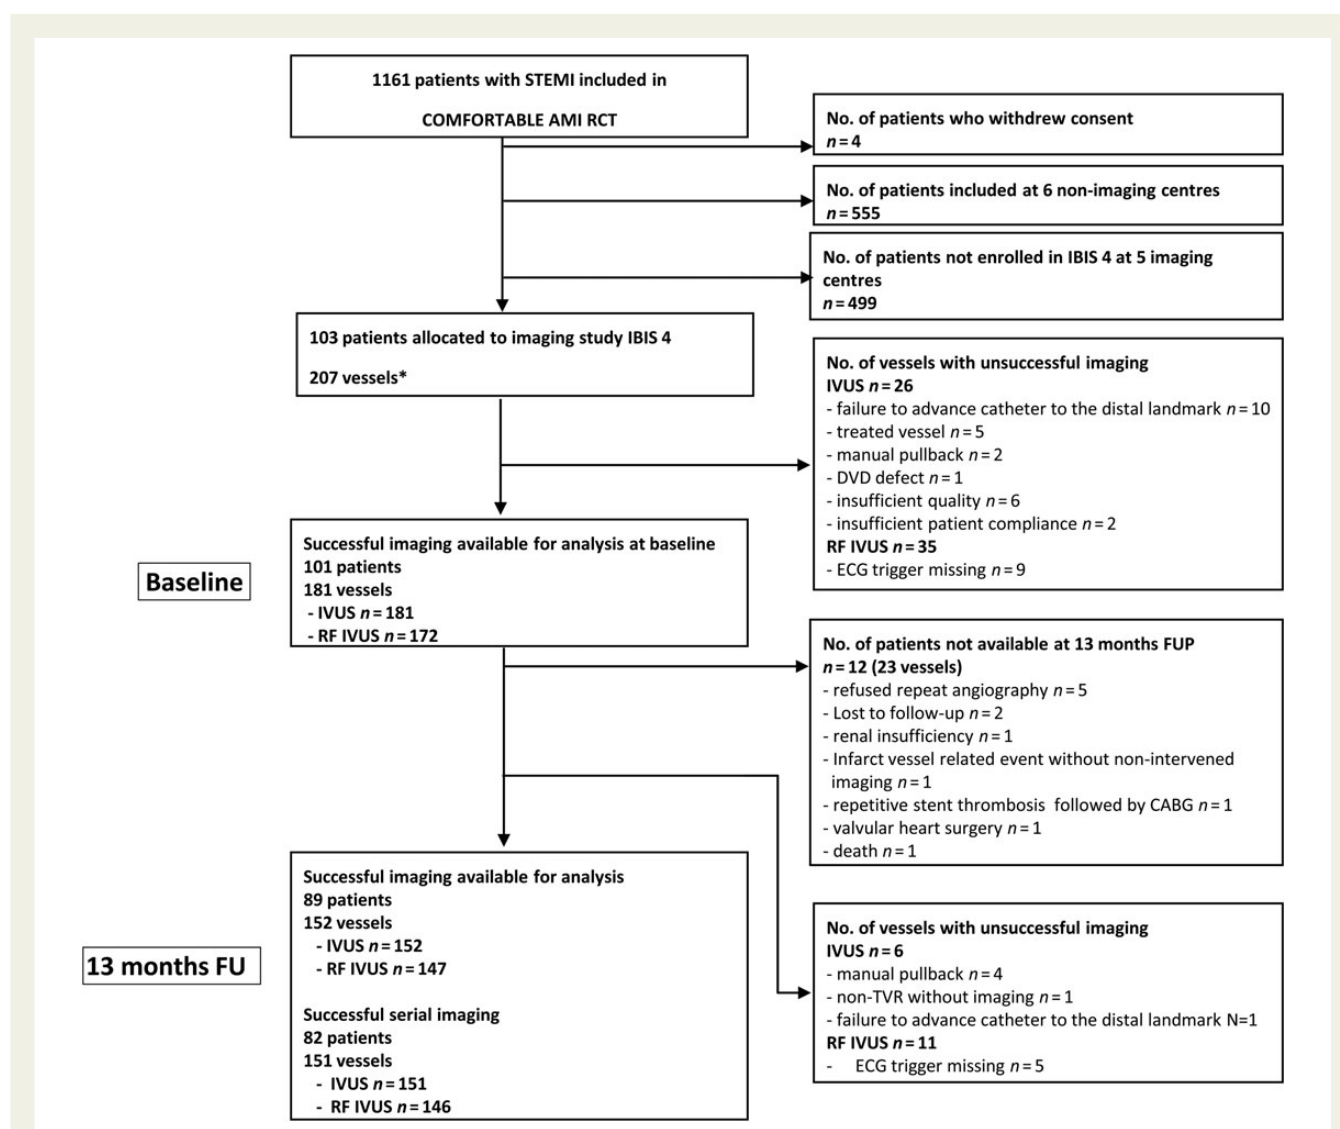 1161 patients with STEMI included in
COMFORTABLE AMI RCT
No. of patients who withdrew consent
n = 4
No. of patients included at 6 non-imaging centres
n = 555
No. of patients not enrolled in IBIS 4 at 5 imaging
centres
n = 499
103 patients allocated to imaging study IBIS 4
207 vessels*
No. of vessels with unsuccessful imaging
IVUS n = 26
- failure to advance catheter to the distal landmark n = 10
- treated vessel n = 5
- manual pullback n = 2
- DVD defect n = 1
- insufficient quality n = 6
- insufficient patient compliance n = 2
RF IVUS n = 35
- ECG trigger missing n = 9
Baseline
Successful imaging available for analysis at baseline
101 patients
181 vessels
- IVUS n = 181
- RF IVUS n = 172
No. of patients not available at 13 months FUP
n = 12 (23 vessels)
- refused repeat angiography n = 5
- Lost to follow-up n = 2
- renal insufficiency n = 1
- Infarct vessel related event without non-intervened
imaging n = 1
- repetitive stent thrombosis followed by CABG n = 1
- valvular heart surgery n = 1
- death n = 1
13 months FU
Successful imaging available for analysis
89 patients
152 vessels
- IVUS n = 152
- RF IVUS n = 147
Successful serial imaging
82 patients
151 vessels
- IVUS n = 151
- RF IVUS n = 146
No. of vessels with unsuccessful imaging
IVUS n = 6
- manual pullback n = 4
- non-TVR without imaging n = 1
- failure to advance catheter to the distal landmark N=1
RF IVUS n = 11
- ECG trigger missing n = 5